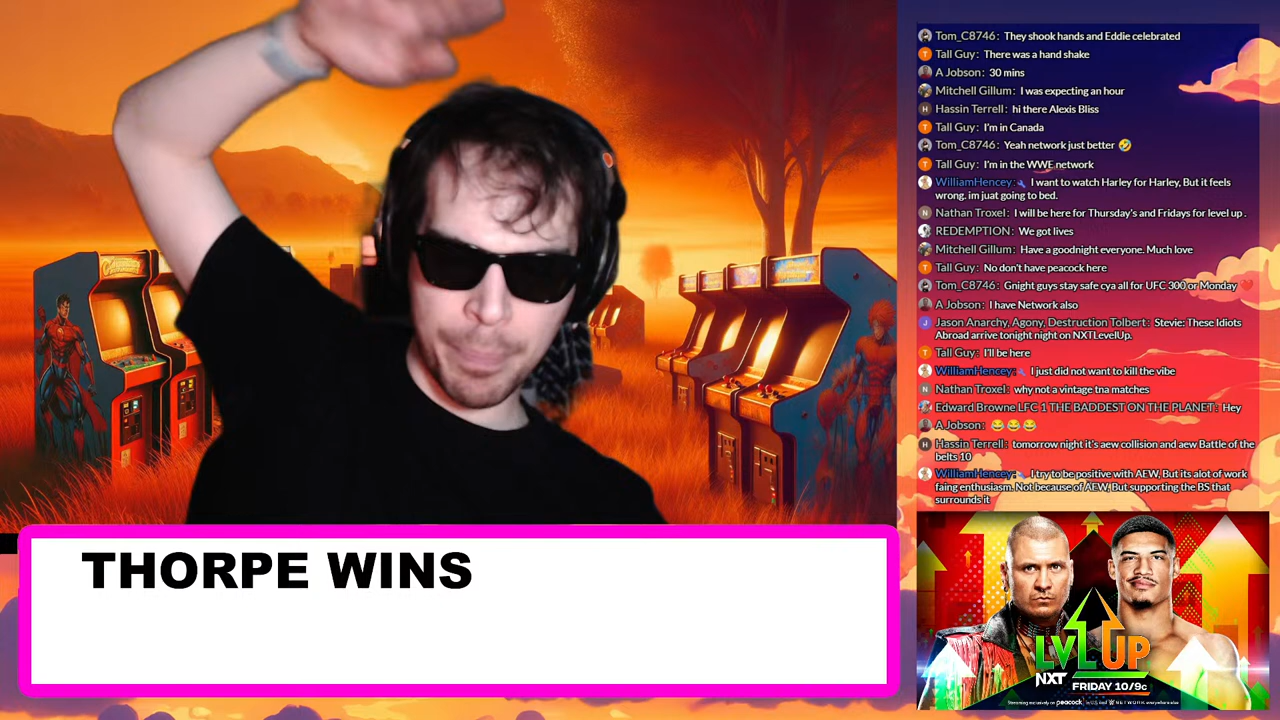 Tom_C8746: They shook hands and Eddie celebrated
Tall Guy: There was a hand shake
A Jobson: 30 mins
Mitchell Gillum: I was expecting an hour
Hassin Terrell: hi there Alexis Bliss
Tall Guy: I'm in Canada
Tom_C8746: Yeah network just better 🤣
Tall Guy: I'm in the WWE network
WilliamHencey: I want to watch Harley for Harley, But it feels
wrong. im juat going to bed.
Nathan Troxel: I will be here for Thursday's and Fridays for level up .
REDEMPTION: We got lives
Mitchell Gillum: Have a goodnight everyone. Much love
Tall Guy: No don't have peacock here
Tom_C8746: Gnight guys stay safe cya all for UFC 300 or Monday ❤️
A Jobson: I have Network also
Jason Anarchy, Agony, Destruction Tolbert: Stevie: These Idiots
Abroad arrive tonight night on NXTLevelUp.
Tall Guy: I'll be here
WilliamHencey: I just did not want to kill the vibe
Nathan Troxel: why not a vintage tna matches
Edward Browne LFC 1 THE BADDEST ON THE PLANET: Hey
A Jobson: 😂😂😂
Hassin Terrell: tomorrow night it's aew collision and aew Battle of the
belts 10
WilliamHencey: I try to be positive with AEW, But its alot of work
faing enthusiasm. Not because of AEW, But supporting the BS that
surrounds it
THORPE WINS
LVL UP
NXT
FRIDAY 10/9c
Streaming exclusively on peacock
NETWORK